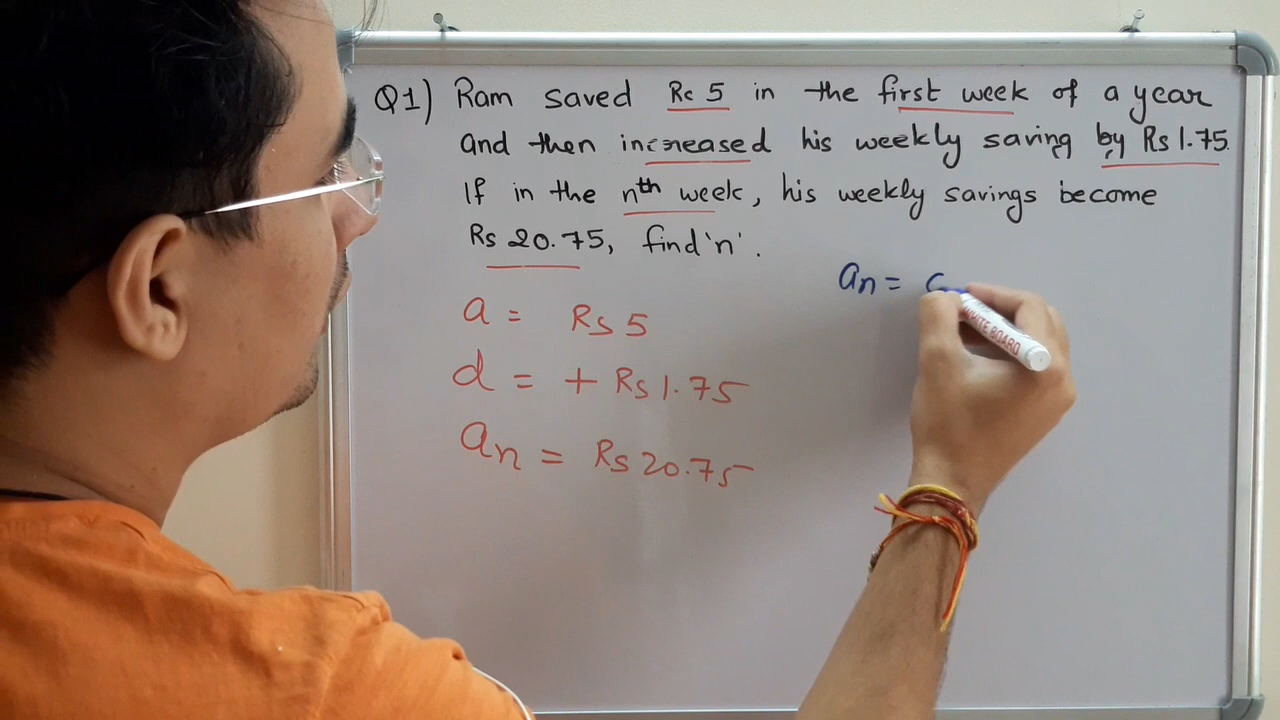 Q1) Ram saved Rs 5 in the first week of a year
and then increased his weekly saving by Rs 1.75.
If in the nth week, his weekly savings become
Rs 20.75, find 'n'.
a = Rs 5
d = + Rs 1.75
an = Rs 20.75
an =
WHITE BOARD